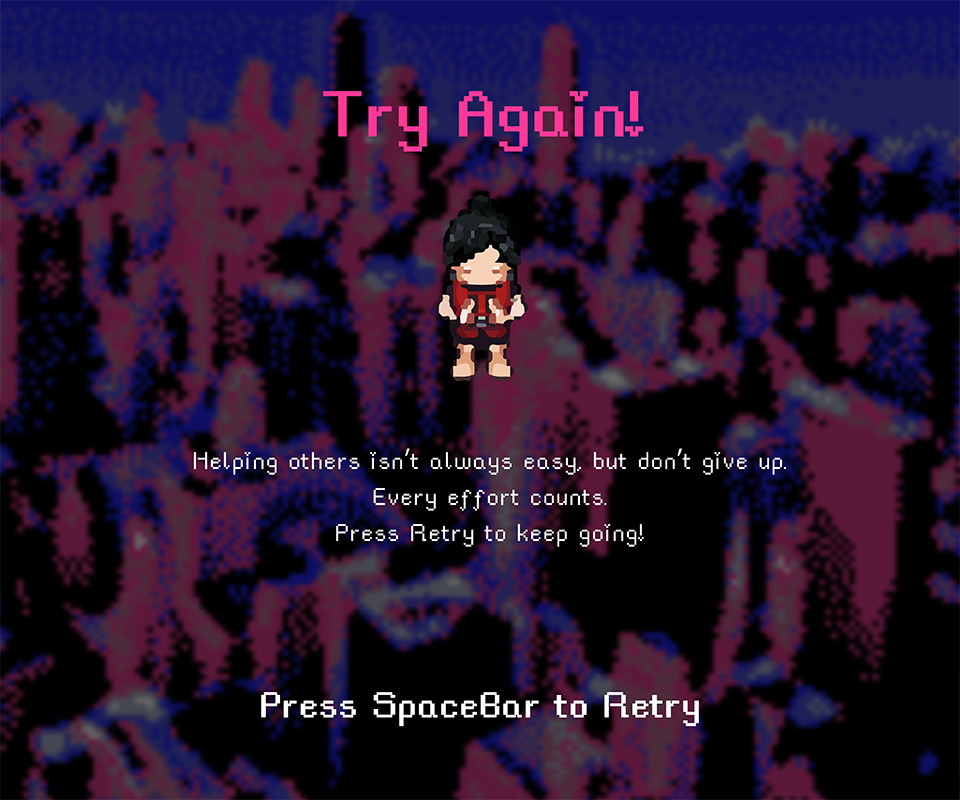 Try Again!
Helping others isn't always easy, but don't give up.
Every effort counts.
Press Retry to keep going!
Press SpaceBar to Retry